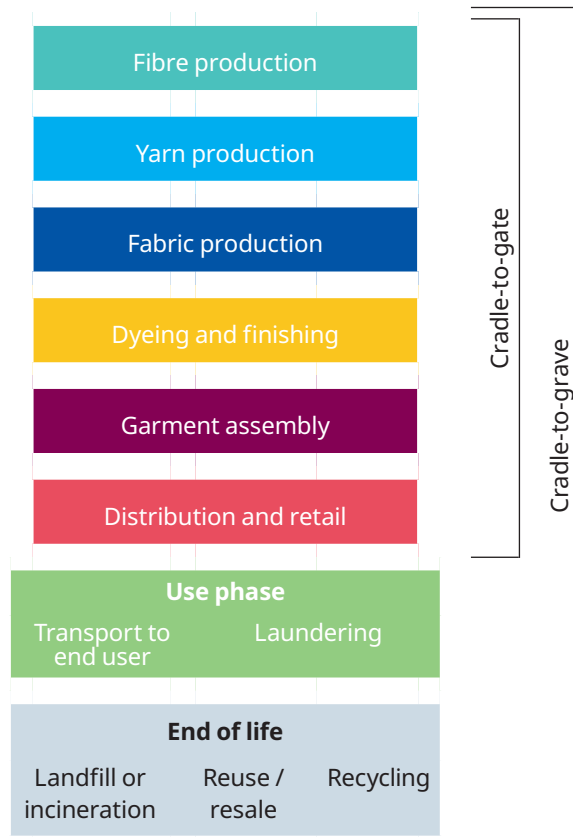 Fibre production
Yarn production
Fabric production
Dyeing and finishing
Garment assembly
Distribution and retail
Cradle-to-gate
Cradle-to-grave
Use phase
Transport to
end user
Laundering
End of life
Landfill or
incineration
Reuse /
resale
Recycling